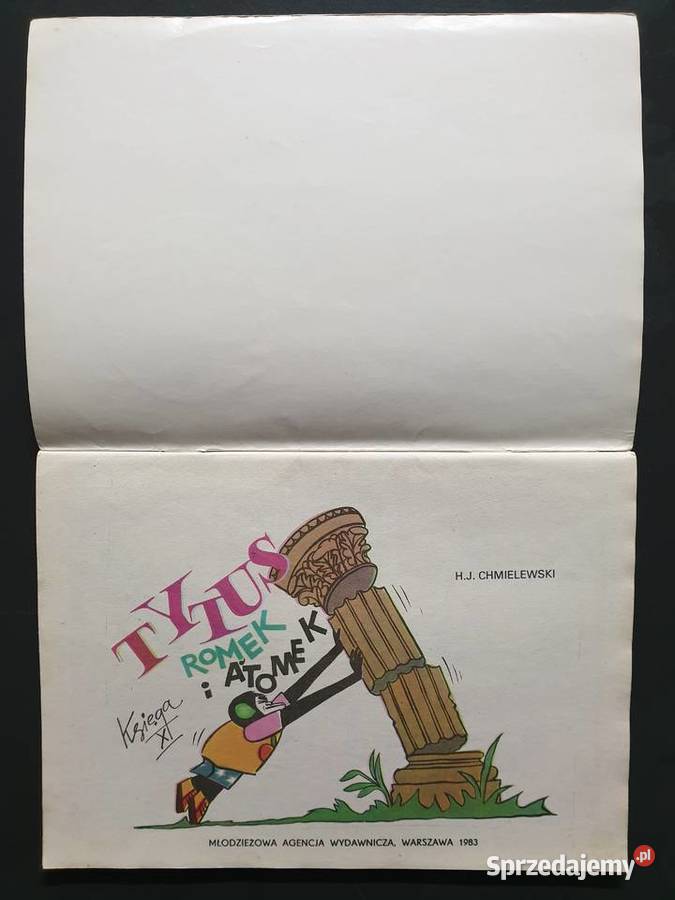 TYTUS
ROMEK
i ATOMEK
H.J. CHMIELEWSKI
Księga
XI
MŁODZIEŻOWA AGENCJA WYDAWNICZA, WARSZAWA 1983
Sprzedajemy.pl